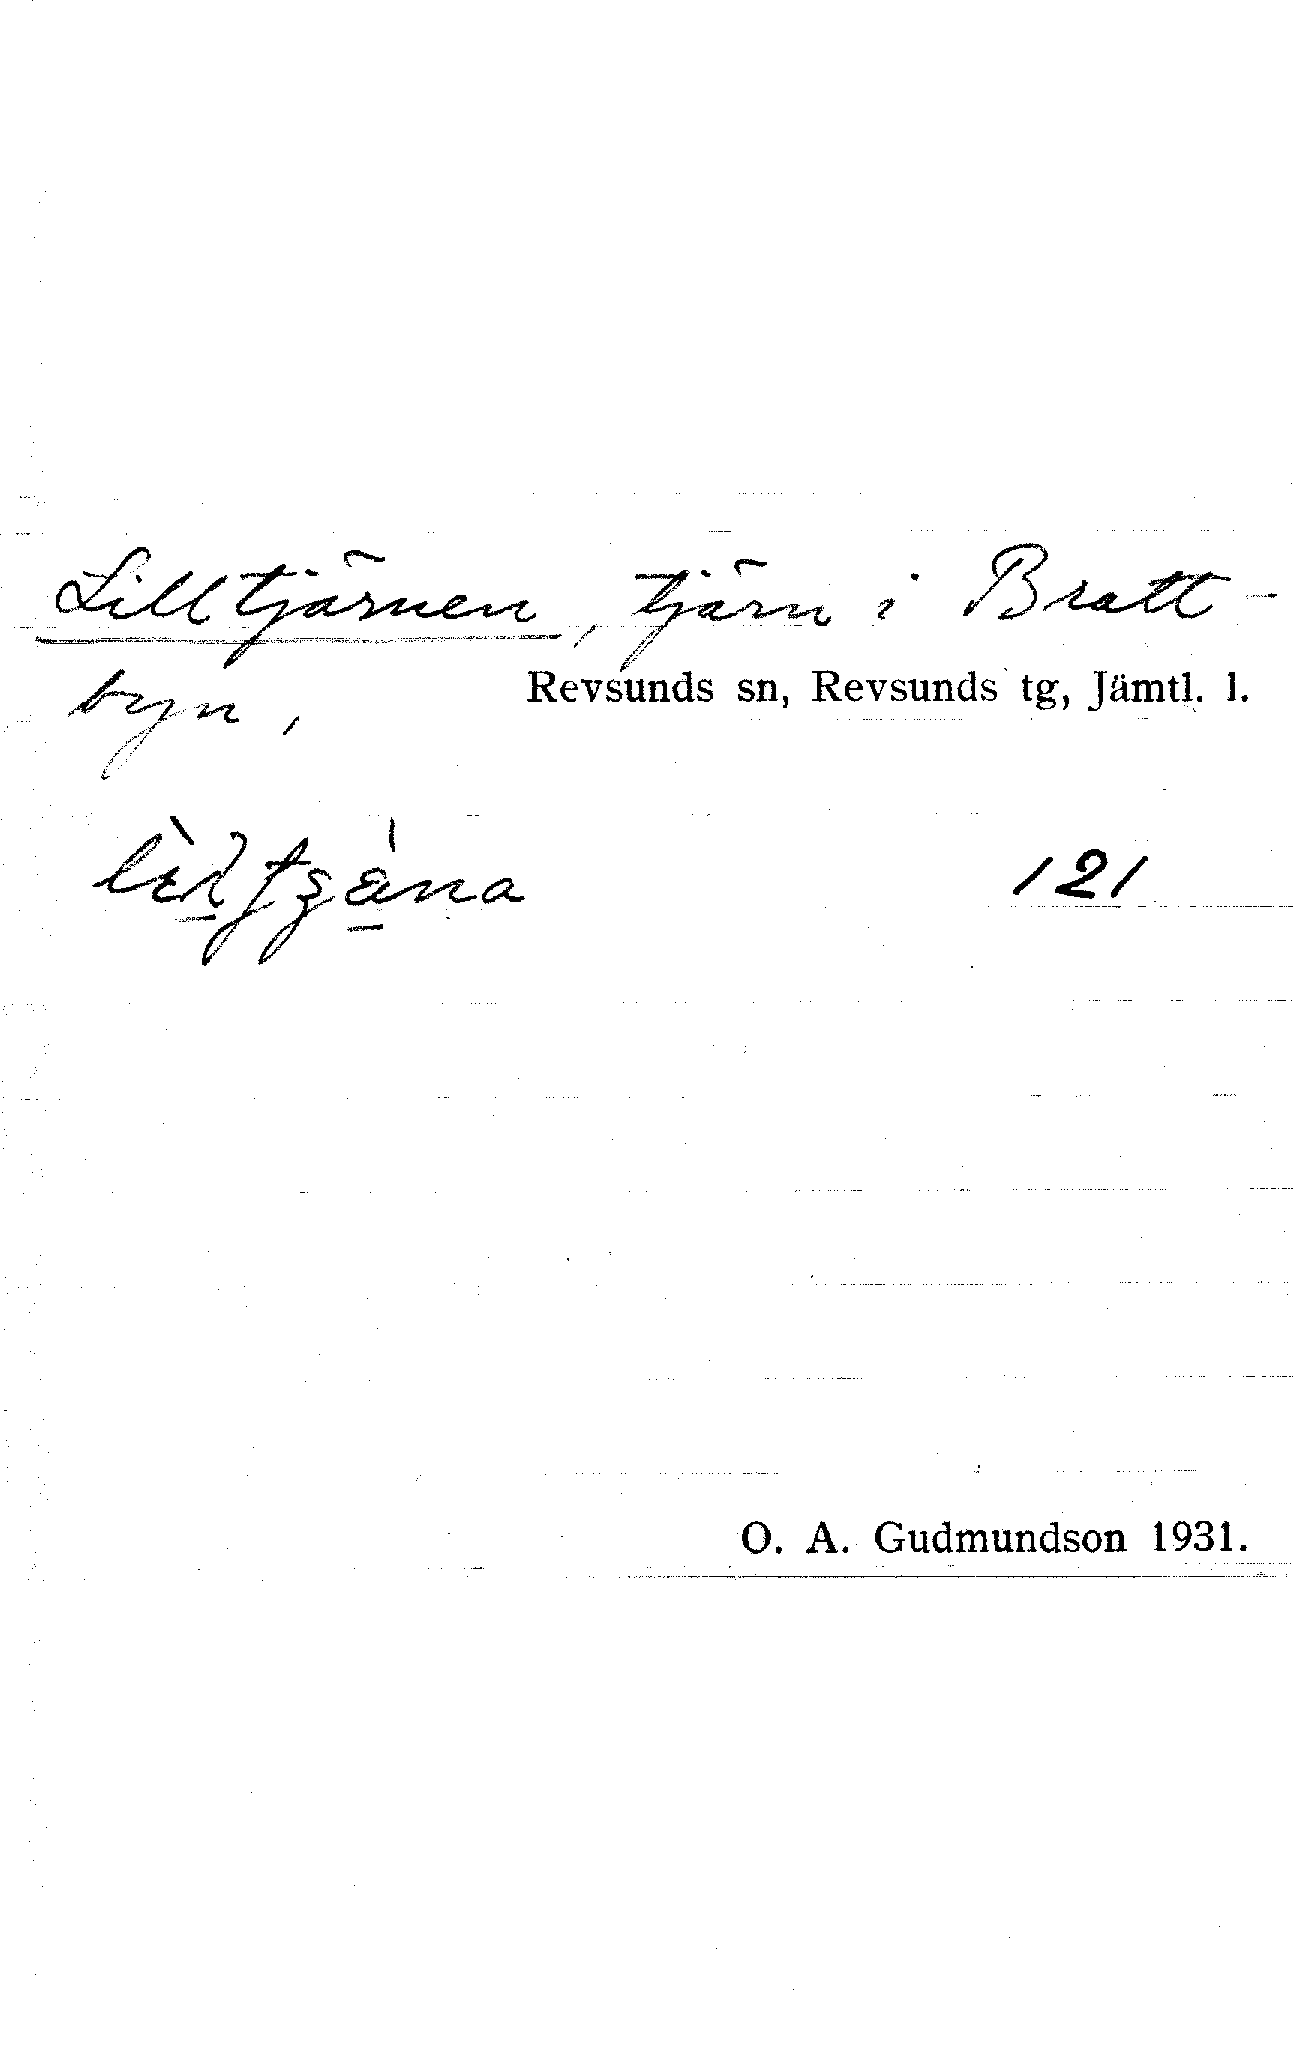 Lilltjärnen, tjärn i Bratt-
byn, Revsunds sn, Revsunds tg, Jämtl. l.
121
O. A. Gudmundson 1931.